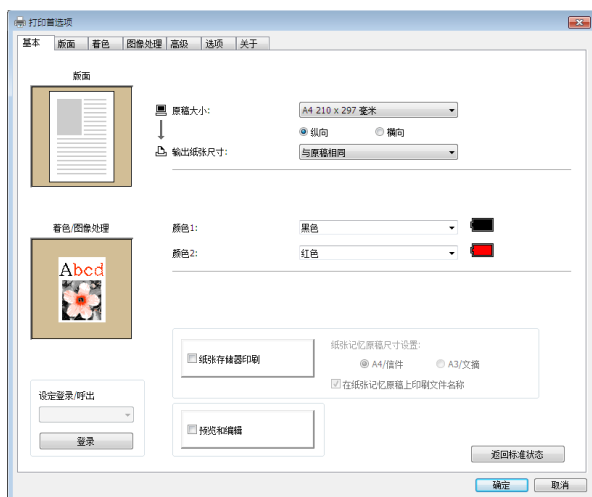 打印首选项
基本 版面 着色 图像处理 高级 选项 关于
版面
原稿大小: A4 210 x 297 毫米
纵向 横向
输出纸张尺寸: 与原稿相同
着色/图像处理
颜色1: 黑色
颜色2: 红色
Abcd
纸张存储器印刷
纸张记忆原稿尺寸设置:
A4/信件 A3/文摘
在纸张记忆原稿上印刷文件名称
设定登录/呼出
登录
预览和编辑
返回标准状态
确定 取消